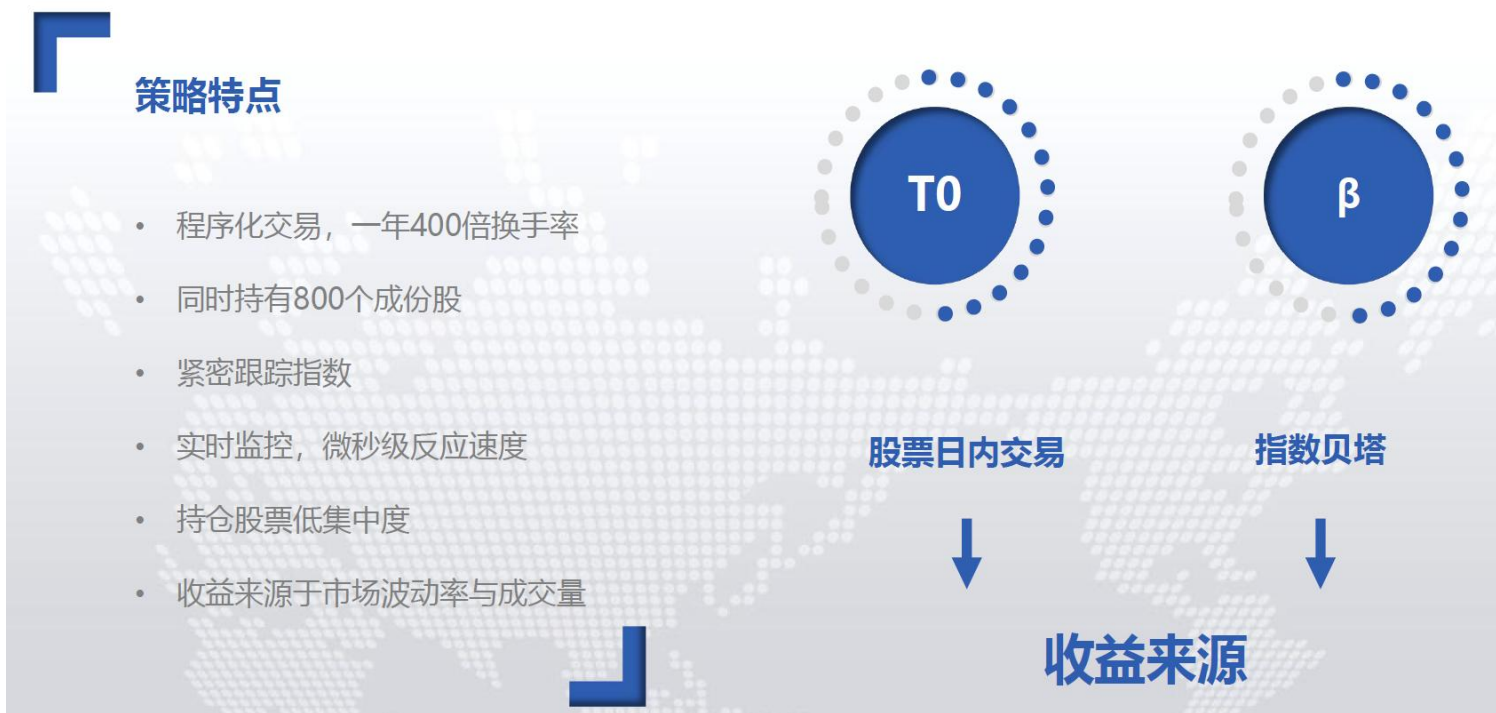 策略特点
• 程序化交易，一年400倍换手率
• 同时持有800个成份股
• 紧密跟踪指数
• 实时监控，微秒级反应速度
• 持仓股票低集中度
• 收益来源于市场波动率与成交量
T0
β
股票日内交易
指数贝塔
收益来源